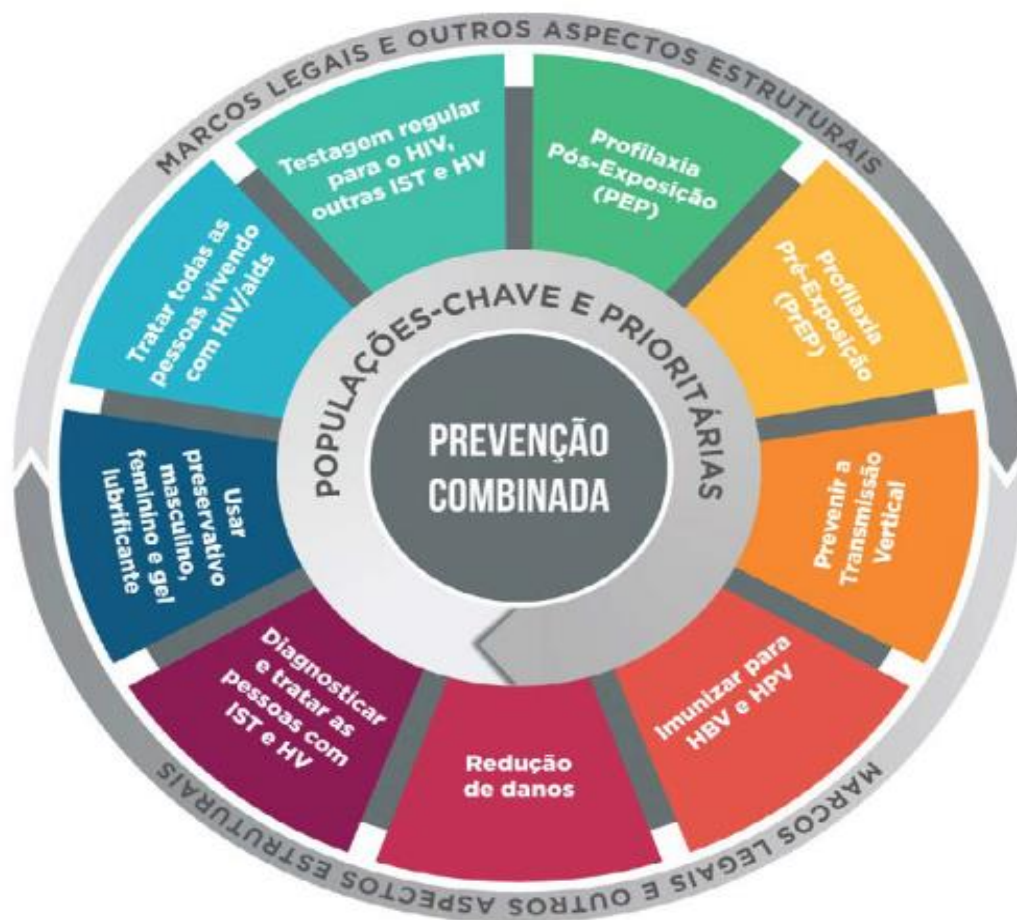 MARCOS LEGAIS E OUTROS ASPECTOS ESTRUTURAIS
Testagem regular
para o HIV,
outras IST e HV
Profilaxia
Pós-Exposição
(PEP)
Profilaxia
Pré-Exposição
(PrEP)
Prevenir a
Transmissão
Vertical
Imunizar para
HBV e HPV
Redução
de danos
Diagnosticar
e tratar as
pessoas com
IST e HV
Usar
preservativo
masculino,
feminino e gel
lubrificante
Tratar todas as
pessoas vivendo
com HIV/aids
POPULAÇÕES-CHAVE E PRIORITÁRIAS
PREVENÇÃO
COMBINADA
MARCOS LEGAIS E OUTROS ASPECTOS ESTRUTURAIS